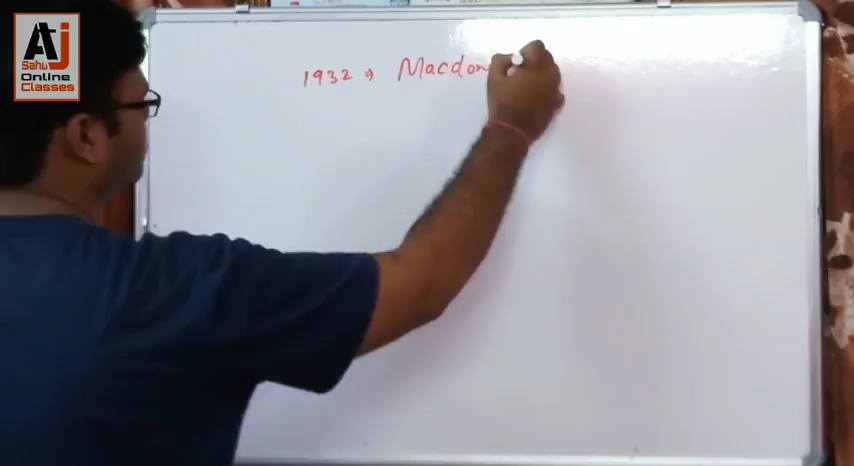 AJ
Sahu
Online
Classes
1932 → Macdon